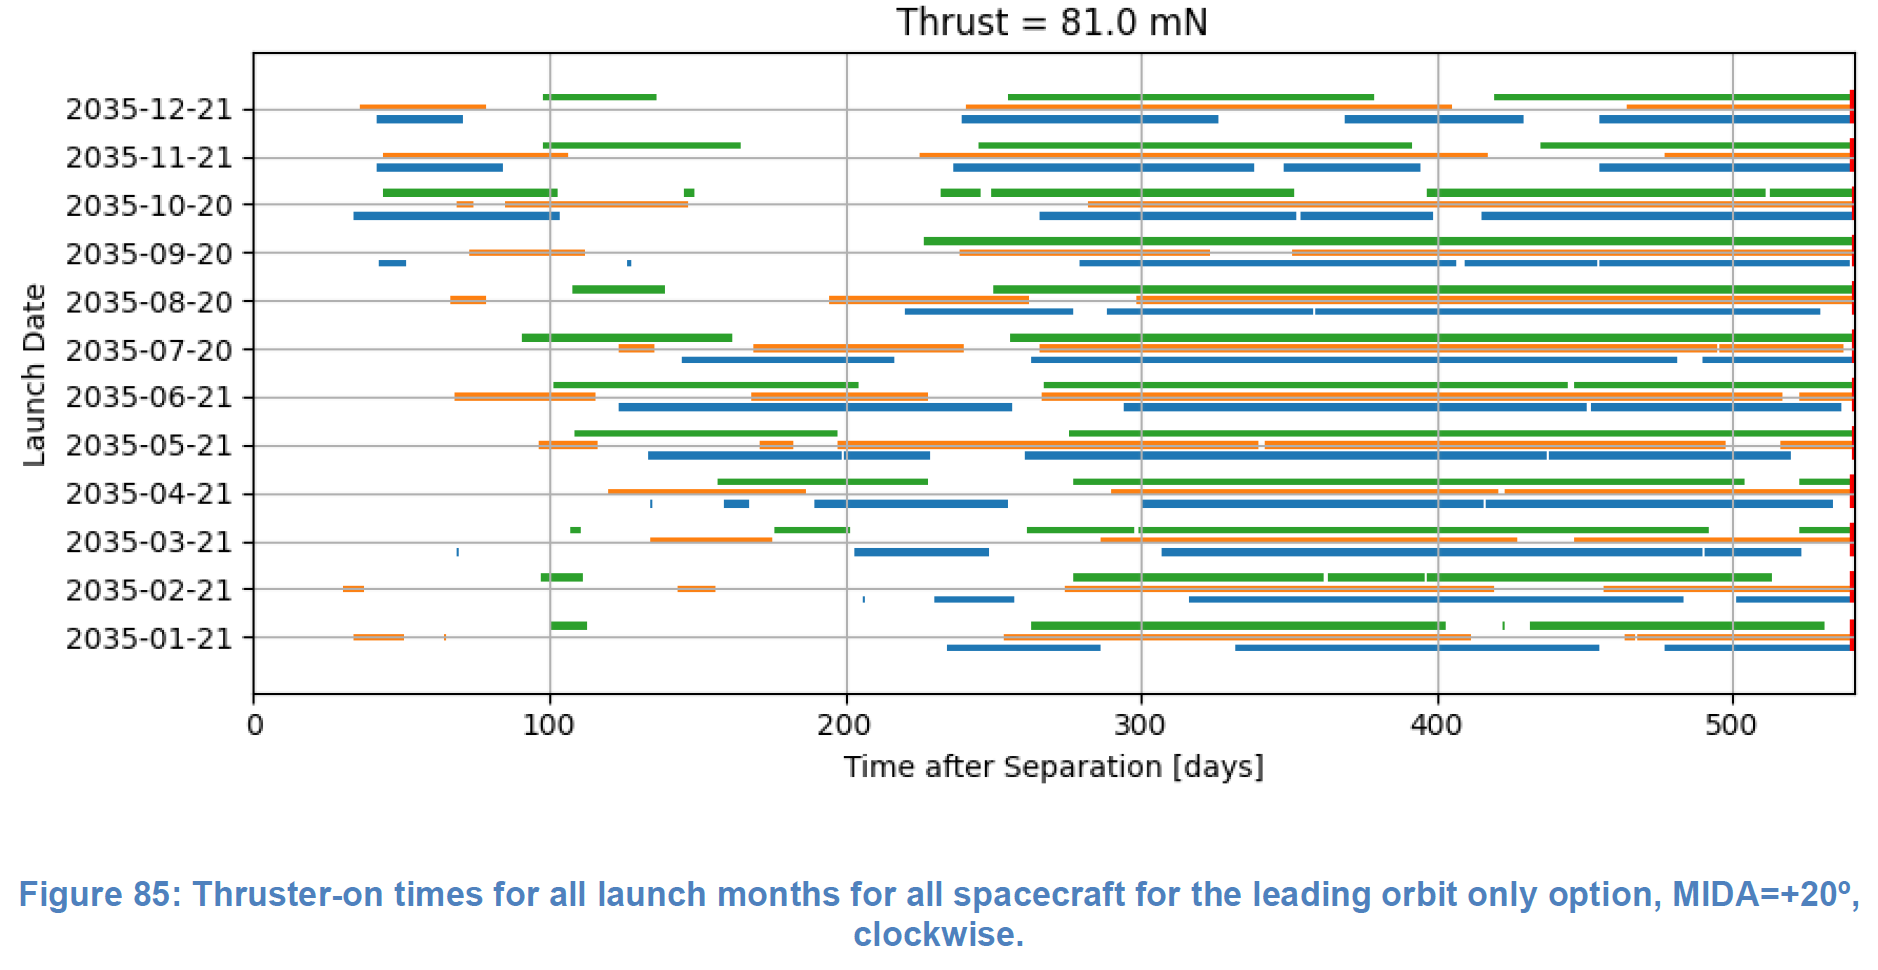 Thrust = 81.0 mN
2035-12-21
2035-11-21
2035-10-20
2035-09-20
2035-08-20
2035-07-20
2035-06-21
2035-05-21
2035-04-21
2035-03-21
2035-02-21
2035-01-21
Launch Date
0 100 200 300 400 500
Time after Separation [days]
Figure 85: Thruster-on times for all launch months for all spacecraft for the leading orbit only option, MIDA=+20º,
clockwise.